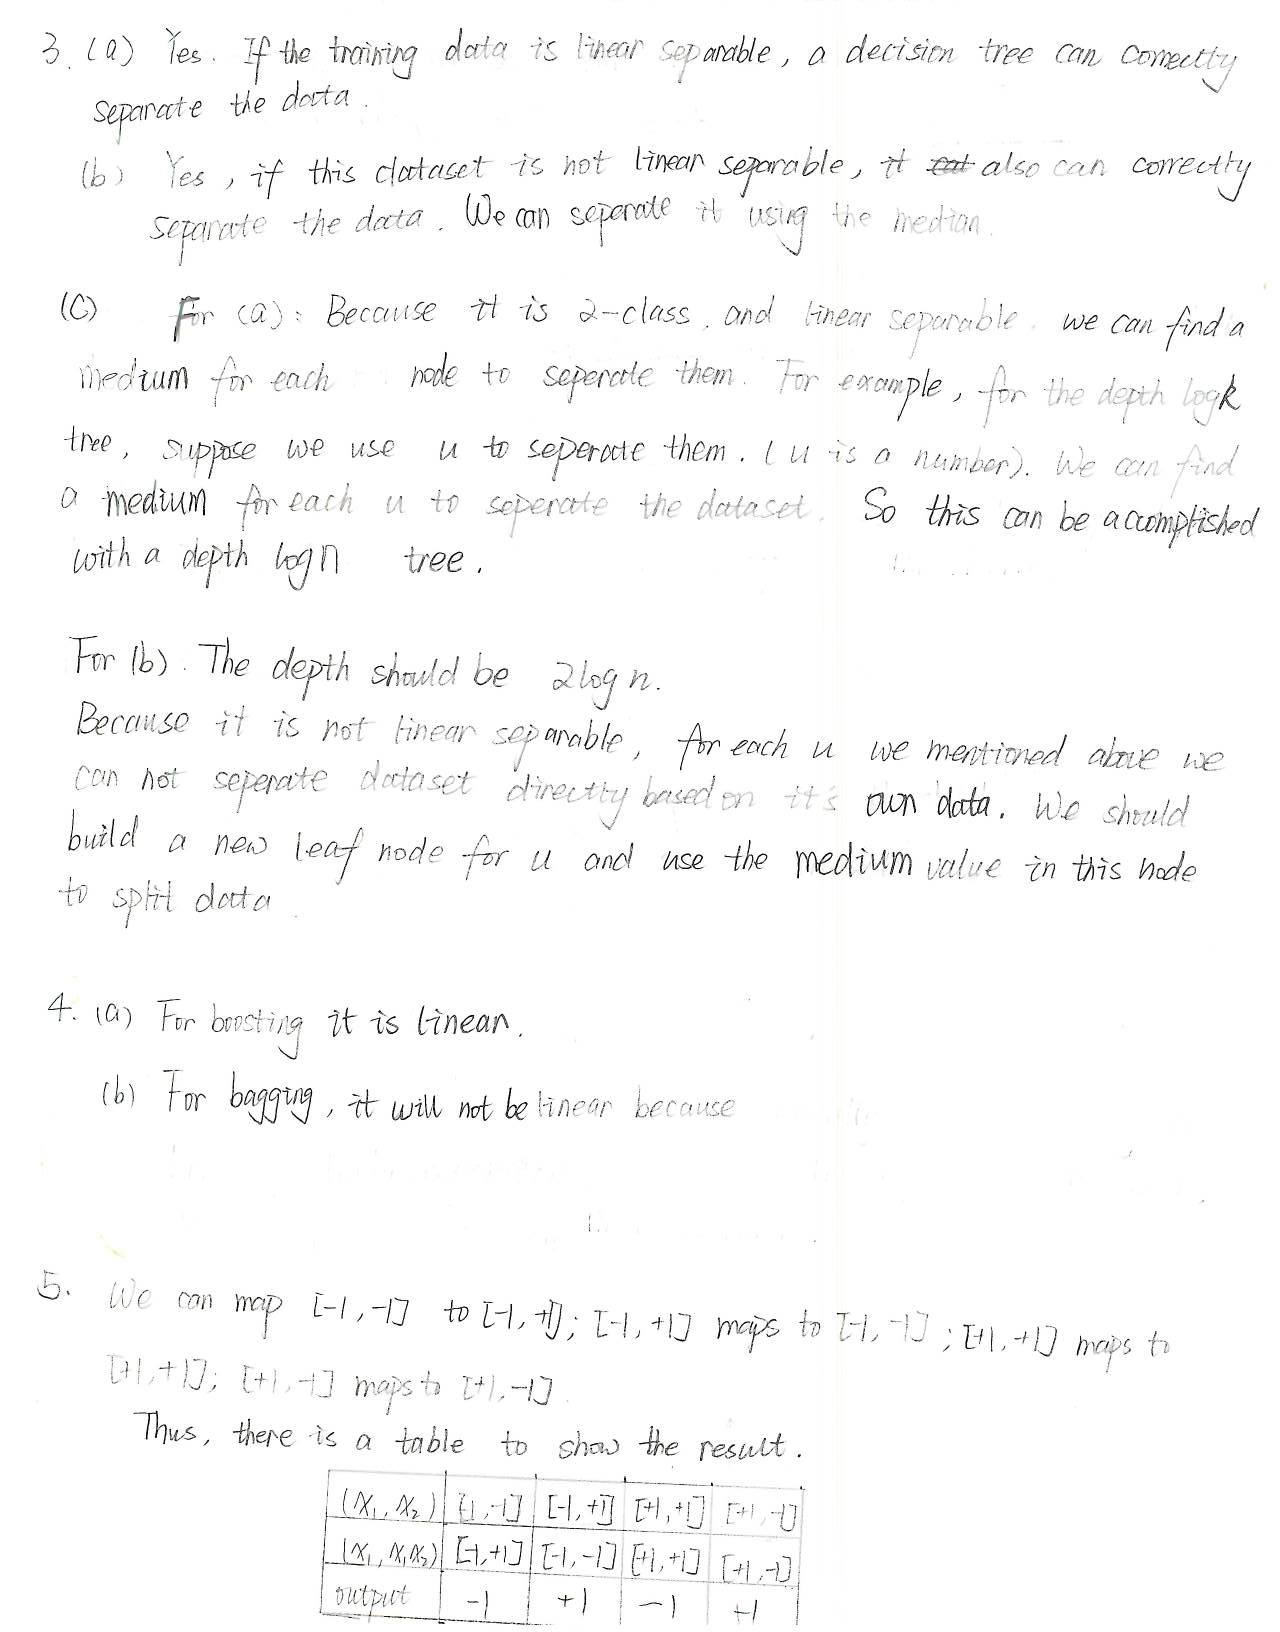 3. (a) Yes. If the training data is linear separable, a decision tree can correctly
separate the data.
(b) Yes, if this dataset is not linear separable, it also can correctly
separate the data. We can seperate it using the median.
(C) For (a): Because it is 2-class, and linear separable. we can find a
medium for each node to seperate them. For example, for the depth logk
tree, suppose we use u to seperate them. (u is a number). We can find
a medium for each u to seperate the dataset. So this can be accomplished
with a depth logn tree.
For (b). The depth should be 2logn.
Because it is not linear separable, for each u we mentioned above we
can not seperate dataset directly based on it's own data. We should
build a new leaf node for u and use the medium value in this node
to split data
4. (a) For boosting it is linear.
(b) For bagging, it will not be linear because
5. We can map [-1,-1] to [-1,+1]; [-1,+1] maps to [-1,-1]; [+1,+1] maps to
[+1,+1]; [+1,-1] maps to [+1,-1]
Thus, there is a table to show the result.
(x₁, x₂) [-1,-1] [-1,+1] [+1,+1] [+1,-1]
(x₁, x₁x₂) [-1,+1] [-1,-1] [+1,+1] [+1,-1]
output -1 +1 -1 +1